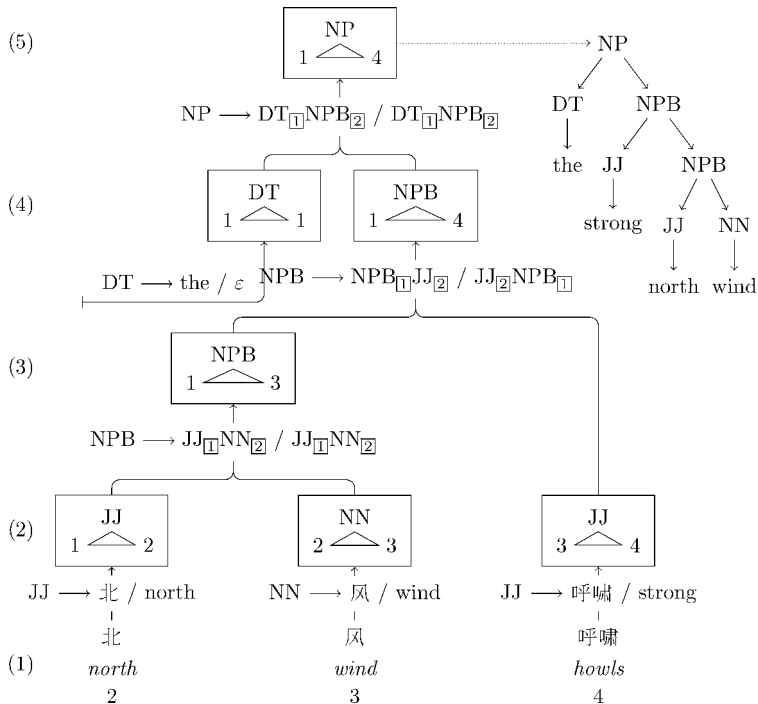 (5) NP NP
1 4
NP → DT1NPB2 / DT1NPB2 DT NPB
the JJ NPB
DT NPB
(4) 1 1 1 4 strong JJ NN
DT → the / ε NPB → NPB1JJ2 / JJ2NPB1 north wind
NPB
(3) 1 3
NPB → JJ1NN2 / JJ1NN2
JJ NN JJ
(2) 1 2 2 3 3 4
JJ → 北 / north NN → 风 / wind JJ → 呼啸 / strong
北 风 呼啸
(1) north wind howls
2 3 4